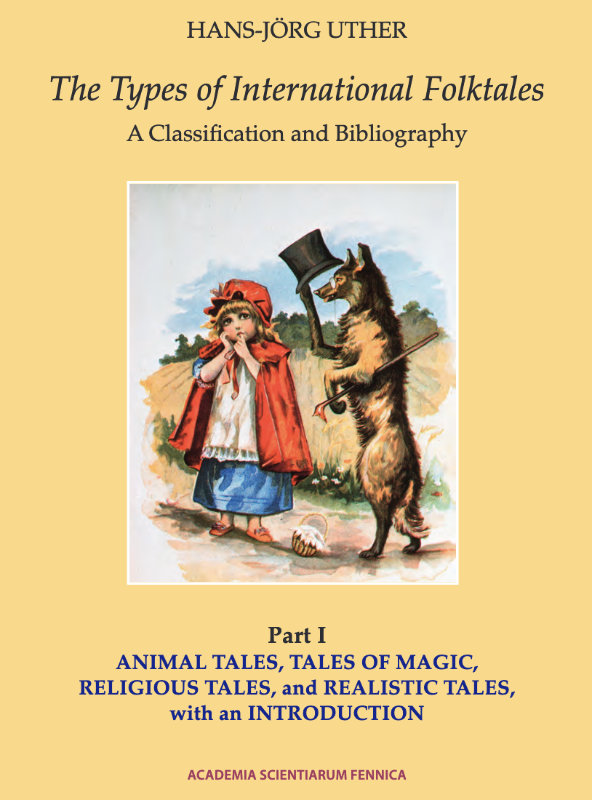 HANS-JÖRG UTHER
The Types of International Folktales
A Classification and Bibliography
Part I
ANIMAL TALES, TALES OF MAGIC,
RELIGIOUS TALES, and REALISTIC TALES,
with an INTRODUCTION
ACADEMIA SCIENTIARUM FENNICA